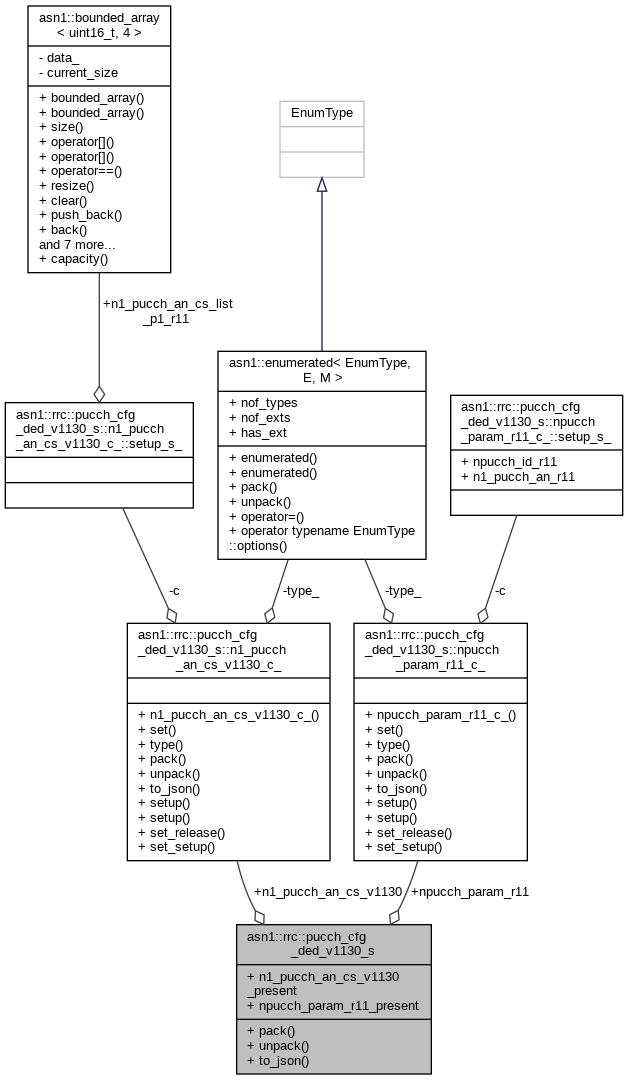 asn1::bounded_array
< uint16_t, 4 >
- data_
- current_size
+ bounded_array()
+ bounded_array()
+ size()
+ operator[]()
+ operator[]()
+ operator==()
+ resize()
+ clear()
+ push_back()
+ back()
and 7 more...
+ capacity()
EnumType
+n1_pucch_an_cs_list
_p1_r11
asn1::enumerated< EnumType,
E, M >
+ nof_types
+ nof_exts
+ has_ext
+ enumerated()
+ enumerated()
+ pack()
+ unpack()
+ operator=()
+ operator typename EnumType
::options()
asn1::rrc::pucch_cfg
_ded_v1130_s::n1_pucch
_an_cs_v1130_c_::setup_s_
asn1::rrc::pucch_cfg
_ded_v1130_s::npucch
_param_r11_c_::setup_s_
+ npucch_id_r11
+ n1_pucch_an_r11
-c
-type_
-type_
-c
asn1::rrc::pucch_cfg
_ded_v1130_s::n1_pucch
_an_cs_v1130_c_
+ n1_pucch_an_cs_v1130_c_()
+ set()
+ type()
+ pack()
+ unpack()
+ to_json()
+ setup()
+ setup()
+ set_release()
+ set_setup()
asn1::rrc::pucch_cfg
_ded_v1130_s::npucch
_param_r11_c_
+ npucch_param_r11_c_()
+ set()
+ type()
+ pack()
+ unpack()
+ to_json()
+ setup()
+ setup()
+ set_release()
+ set_setup()
+n1_pucch_an_cs_v1130
+npucch_param_r11
asn1::rrc::pucch_cfg
_ded_v1130_s
+ n1_pucch_an_cs_v1130
_present
+ npucch_param_r11_present
+ pack()
+ unpack()
+ to_json()